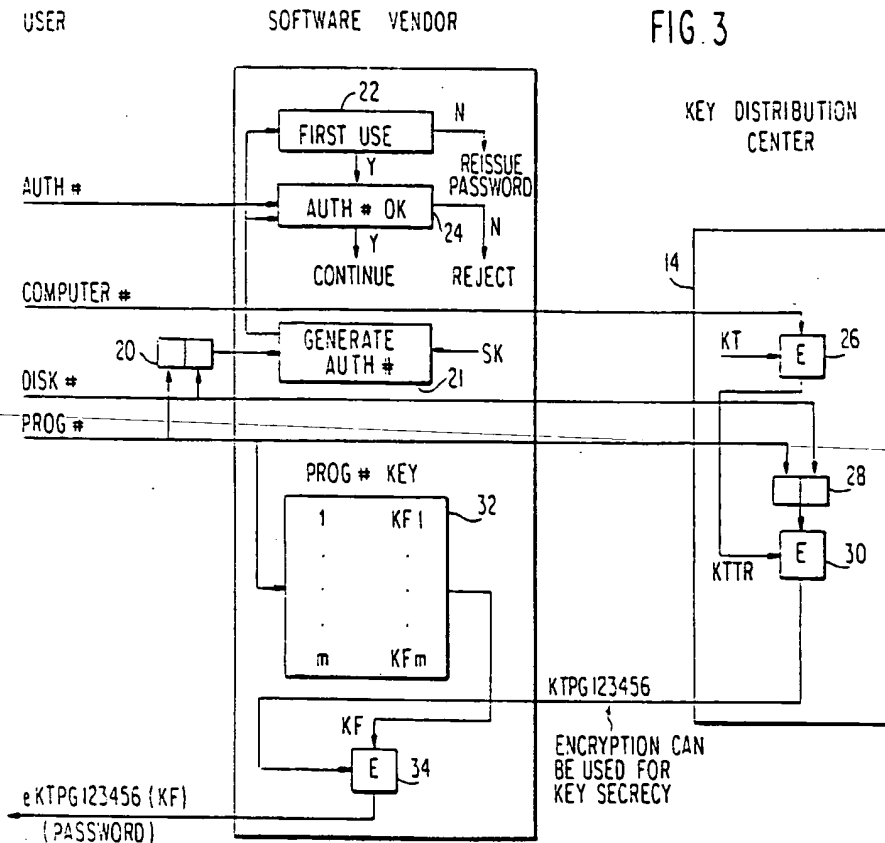 USER
SOFTWARE VENDOR
FIG. 3
KEY DISTRIBUTION
CENTER
22
FIRST USE
N
Y
REISSUE
PASSWORD
AUTH #
AUTH # OK
24
N
Y
CONTINUE
REJECT
14
COMPUTER #
KT
E
26
20
GENERATE
AUTH #
SK
21
DISK #
PROG #
28
PROG # KEY
32
1 KF1
. .
. .
. .
m KFm
E
30
KTTR
KTPG123456
KF
ENCRYPTION CAN
BE USED FOR
KEY SECRECY
E
34
eKTPG123456 (KF)
(PASSWORD)